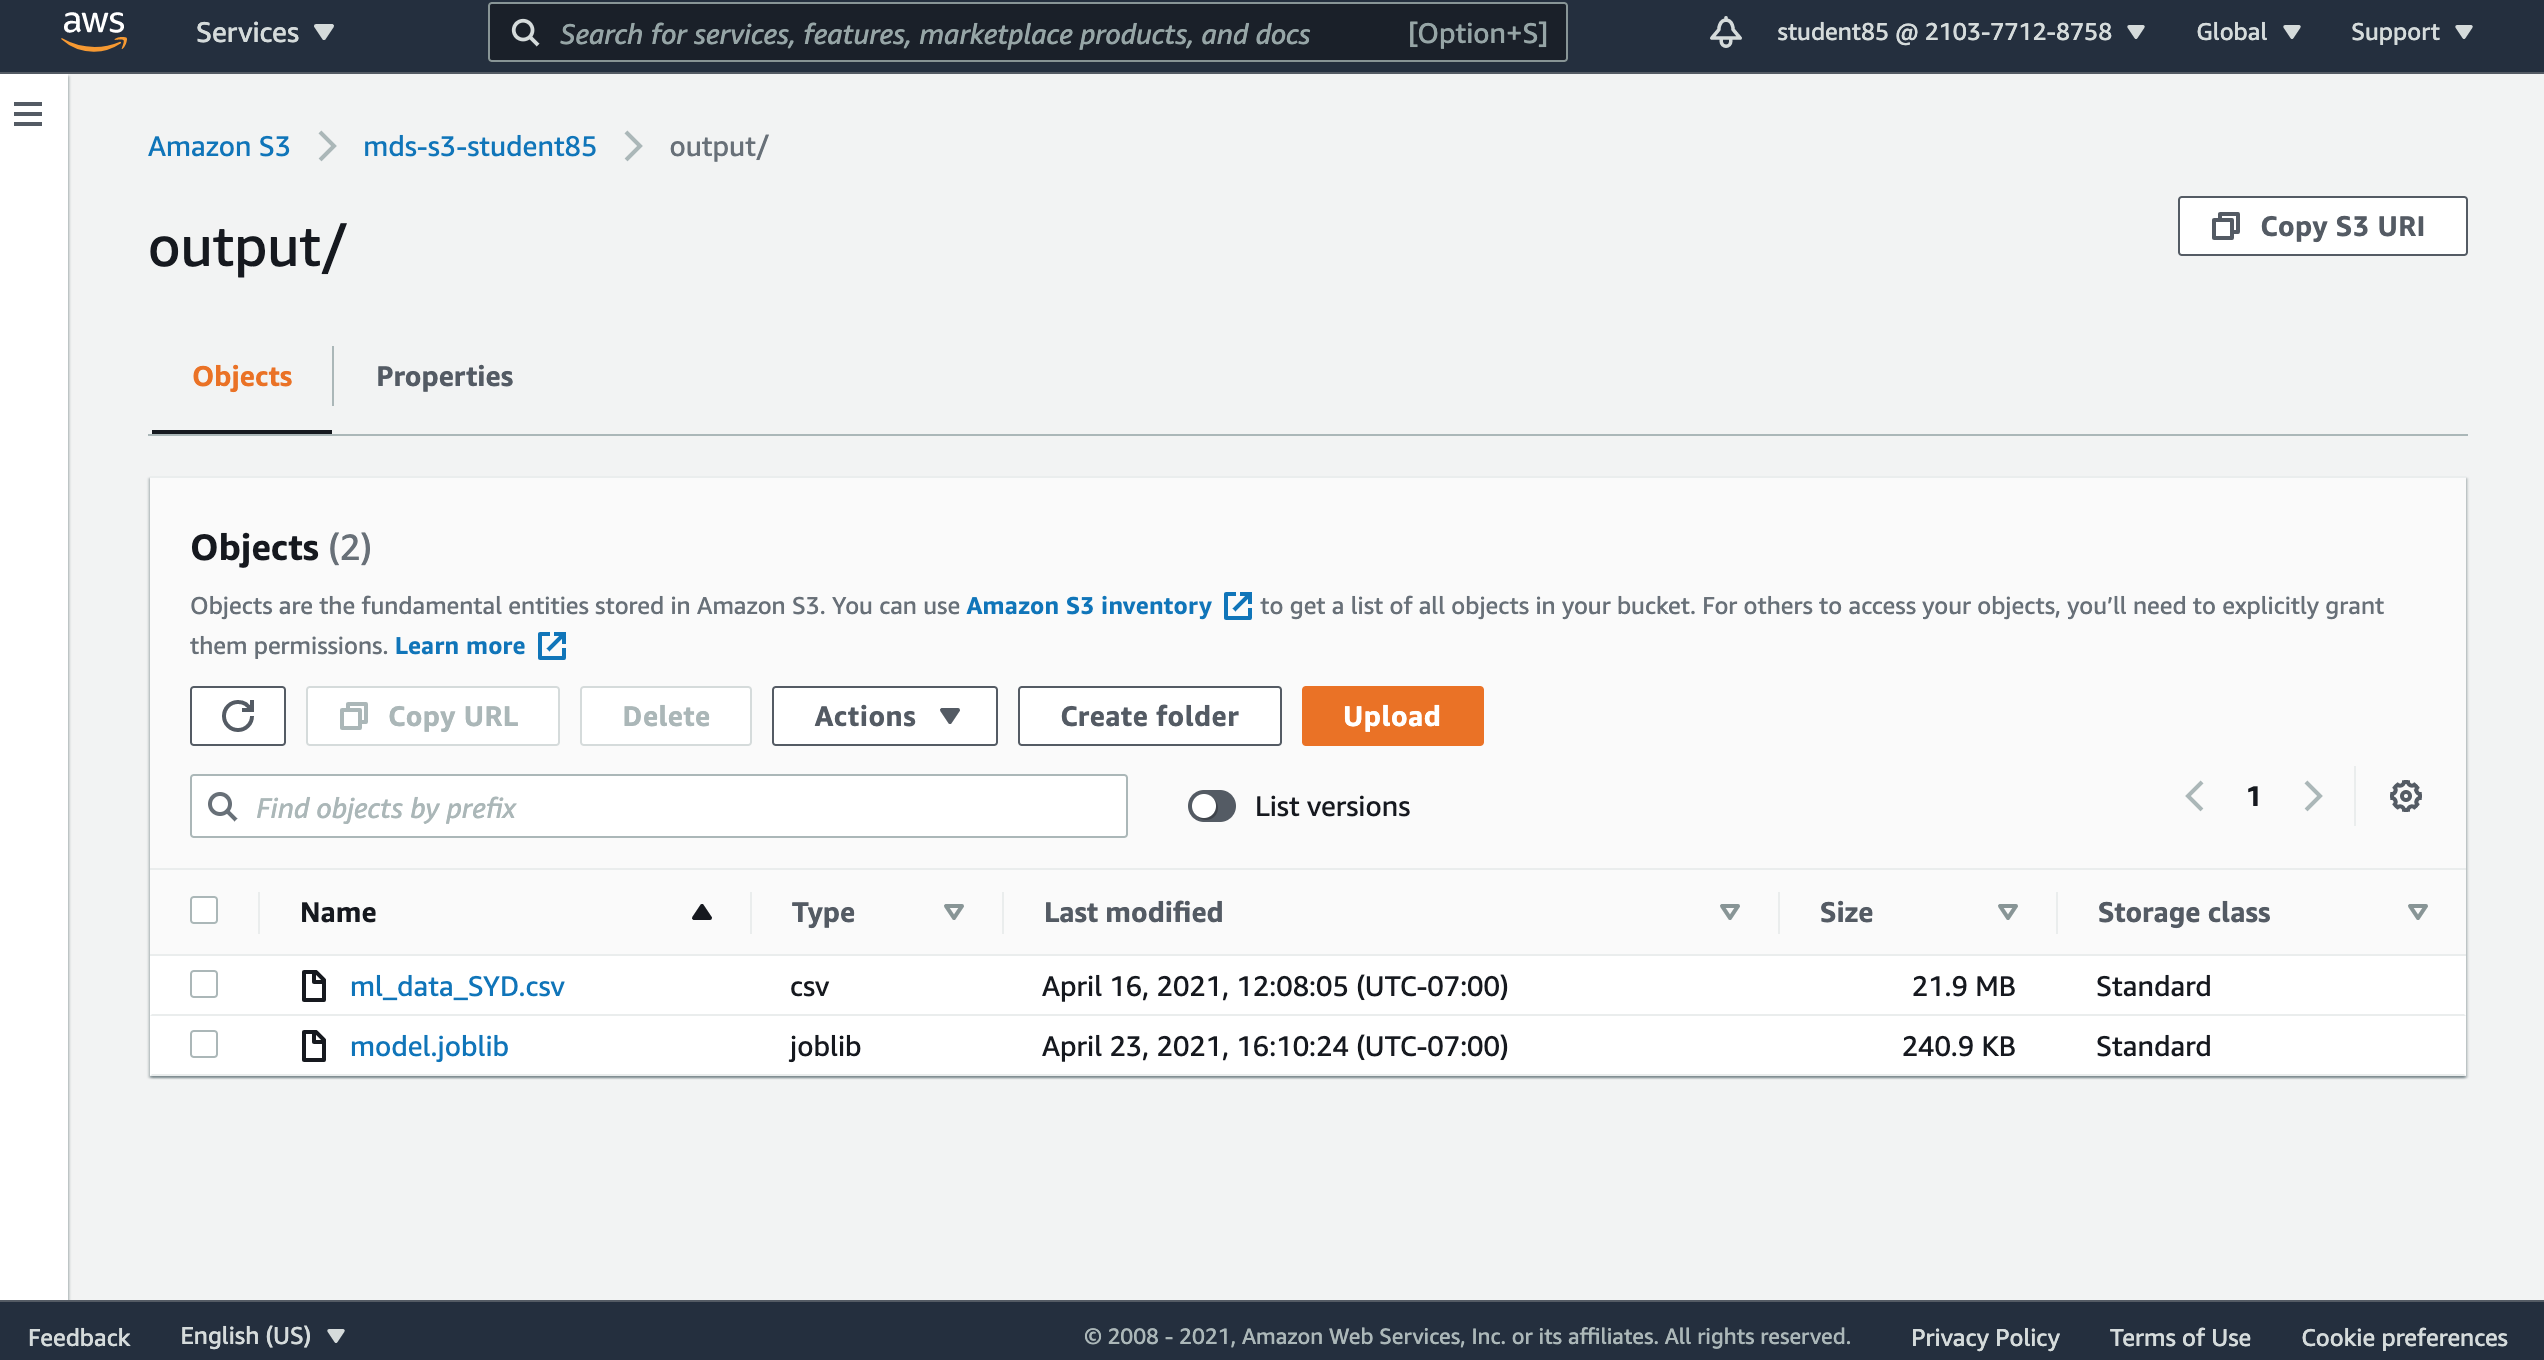 aws Services Search for services, features, marketplace products, and docs [Option+S] student85 @ 2103-7712-8758 Global Support
Amazon S3 mds-s3-student85 output/
output/
Copy S3 URI
Objects Properties
Objects (2)
Objects are the fundamental entities stored in Amazon S3. You can use Amazon S3 inventory to get a list of all objects in your bucket. For others to access your objects, you’ll need to explicitly grant
them permissions. Learn more
Copy URL Delete Actions Create folder Upload
Find objects by prefix List versions 1
Name Type Last modified Size Storage class
ml_data_SYD.csv csv April 16, 2021, 12:08:05 (UTC-07:00) 21.9 MB Standard
model.joblib joblib April 23, 2021, 16:10:24 (UTC-07:00) 240.9 KB Standard
Feedback English (US) © 2008 - 2021, Amazon Web Services, Inc. or its affiliates. All rights reserved. Privacy Policy Terms of Use Cookie preferences